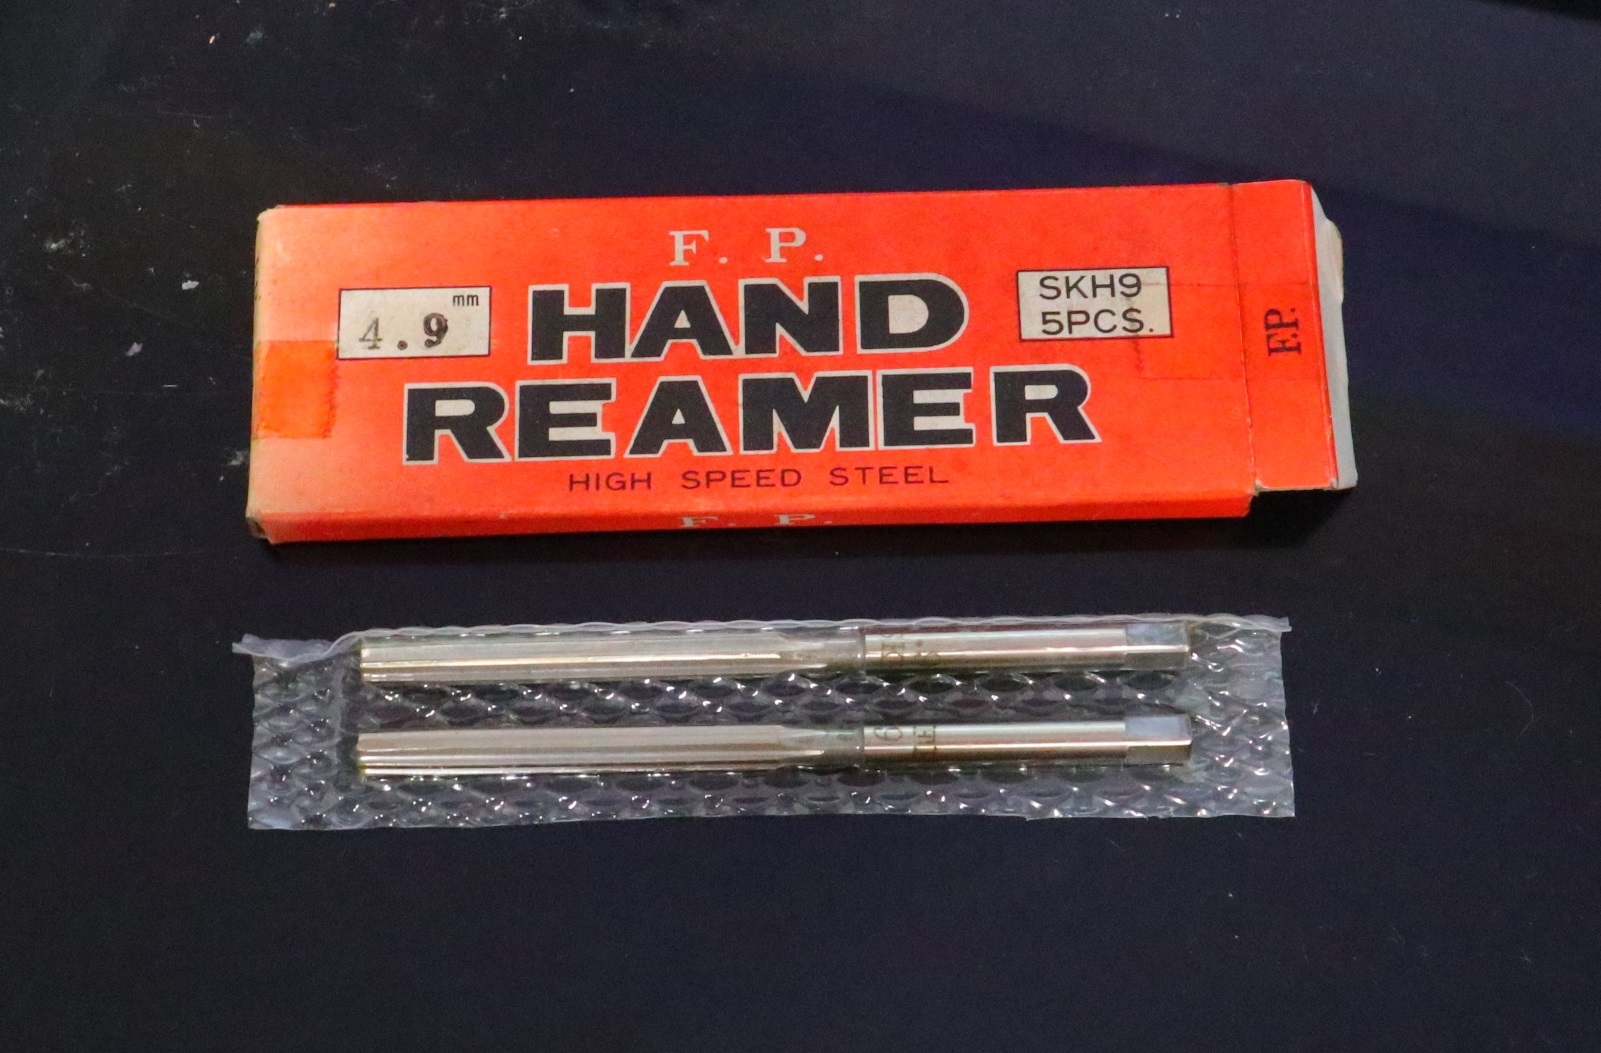 F. P.
4.9 mm
HAND
REAMER
HIGH SPEED STEEL
SKH9
5PCS.
F.P.
F. P.